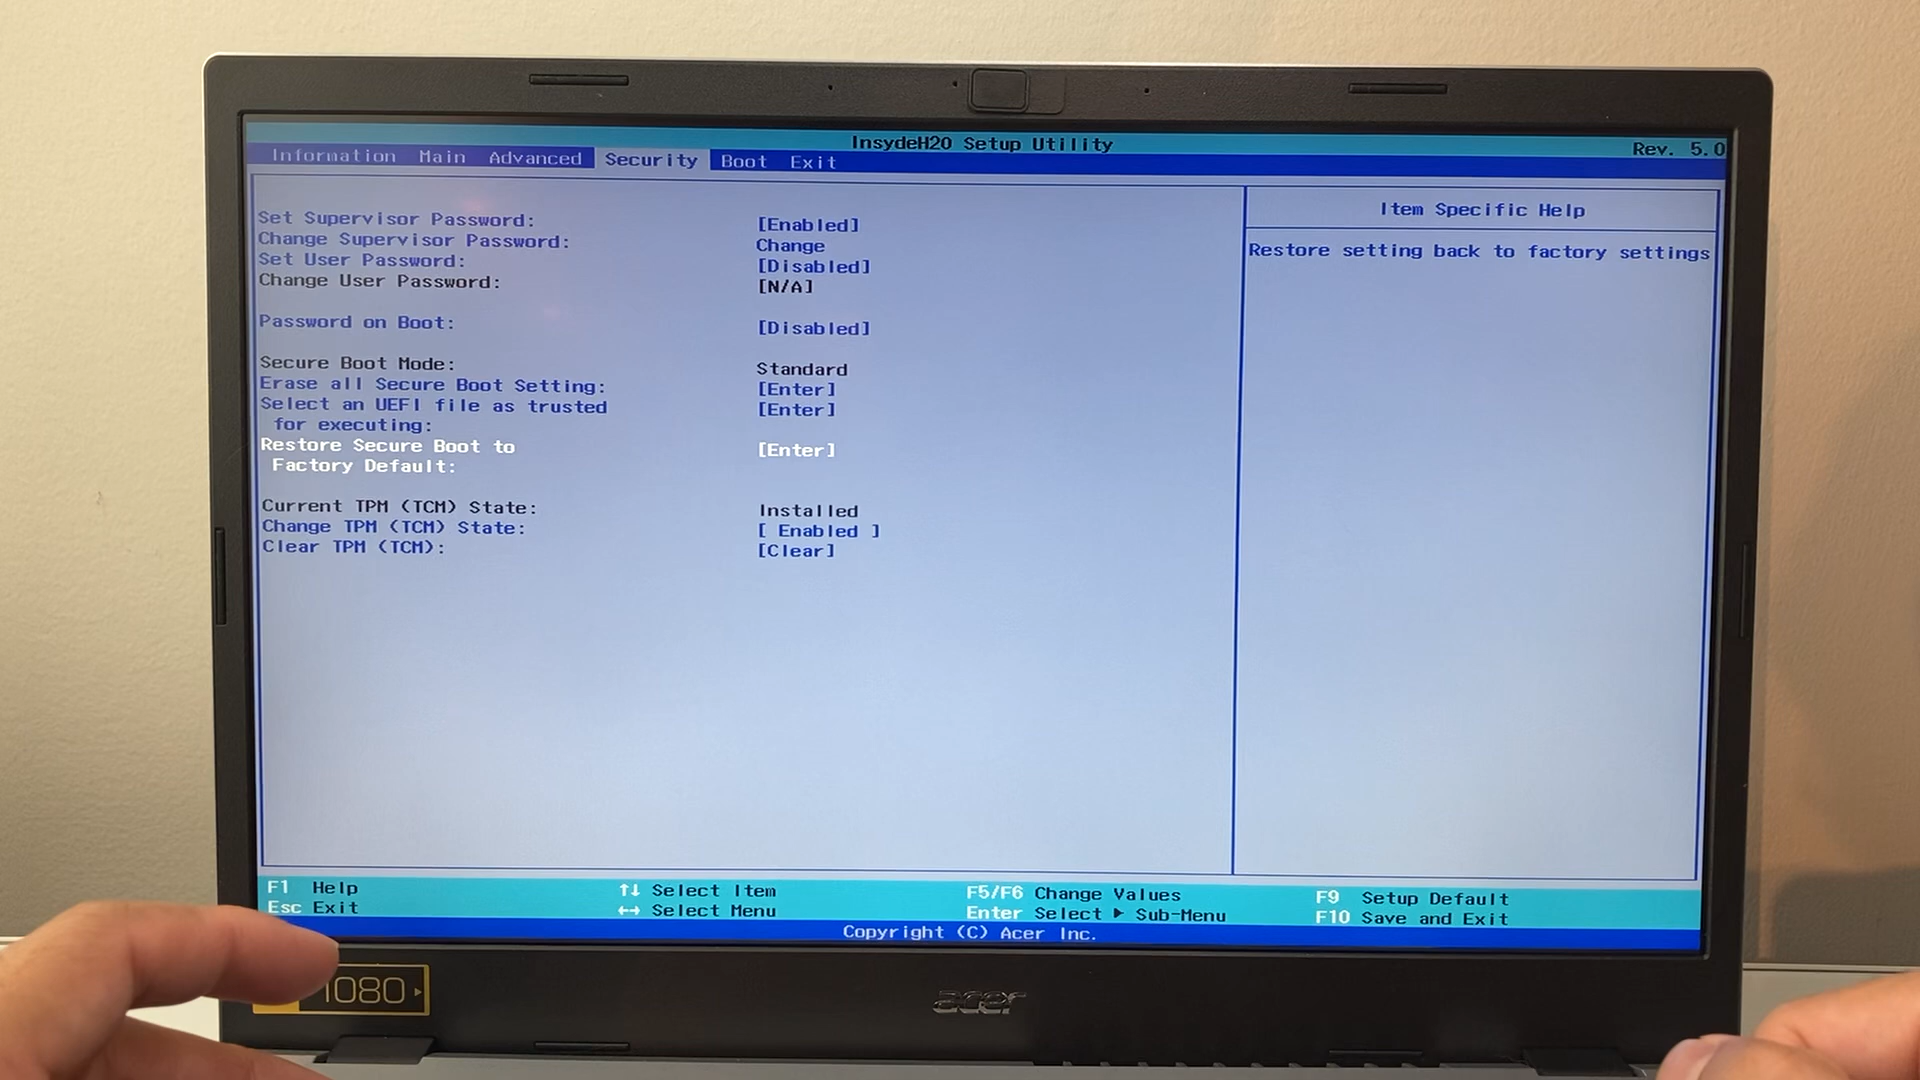 InsydeH20 Setup Utility
Rev. 5.0
Information Main Advanced Security Boot Exit
Set Supervisor Password: [Enabled]
Change Supervisor Password: Change
Set User Password: [Disabled]
Change User Password: [N/A]
Password on Boot: [Disabled]
Secure Boot Mode: Standard
Erase all Secure Boot Setting: [Enter]
Select an UEFI file as trusted [Enter]
for executing:
Restore Secure Boot to [Enter]
Factory Default:
Current TPM (TCM) State: Installed
Change TPM (TCM) State: [ Enabled ]
Clear TPM (TCM): [Clear]
Item Specific Help
Restore setting back to factory settings
F1 Help ↑↓ Select Item F5/F6 Change Values F9 Setup Default
Esc Exit ↔ Select Menu Enter Select ▶ Sub-Menu F10 Save and Exit
Copyright (C) Acer Inc.
1080
acer